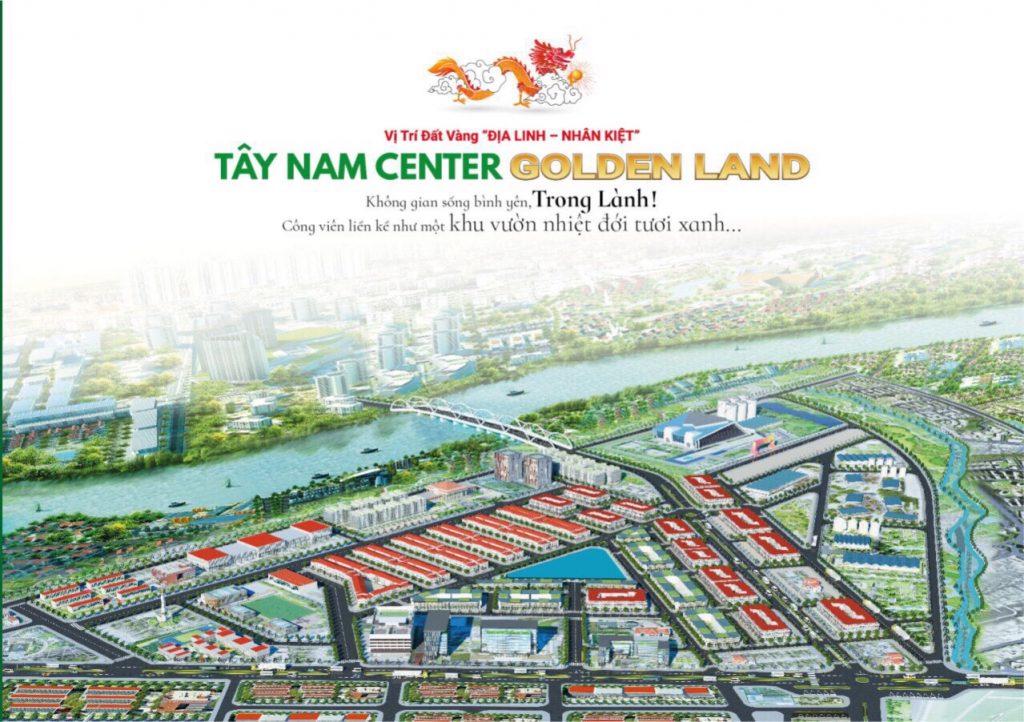 Vị Trí Đất Vàng “ĐỊA LINH – NHÂN KIỆT”
TÂY NAM CENTER GOLDEN LAND
Không gian sống bình yên, Trong Lành!
Công viên liền kề như một khu vườn nhiệt đới tươi xanh...